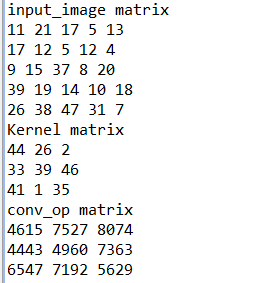 input_image matrix
11 21 17 5 13
17 12 5 12 4
9 15 37 8 20
39 19 14 10 18
26 38 47 31 7
Kernel matrix
44 26 2
33 39 46
41 1 35
conv_op matrix
4615 7527 8074
4443 4960 7363
6547 7192 5629